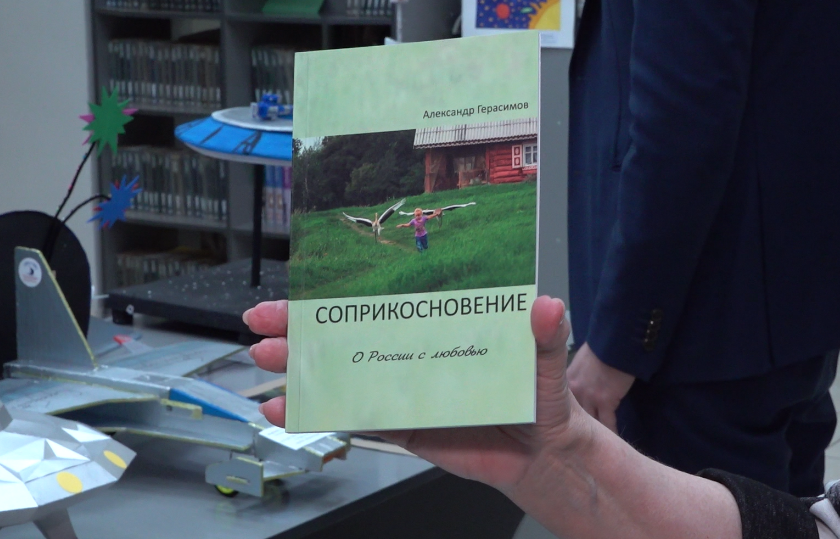 Александр Герасимов
СОПРИКОСНОВЕНИЕ
О России с любовью